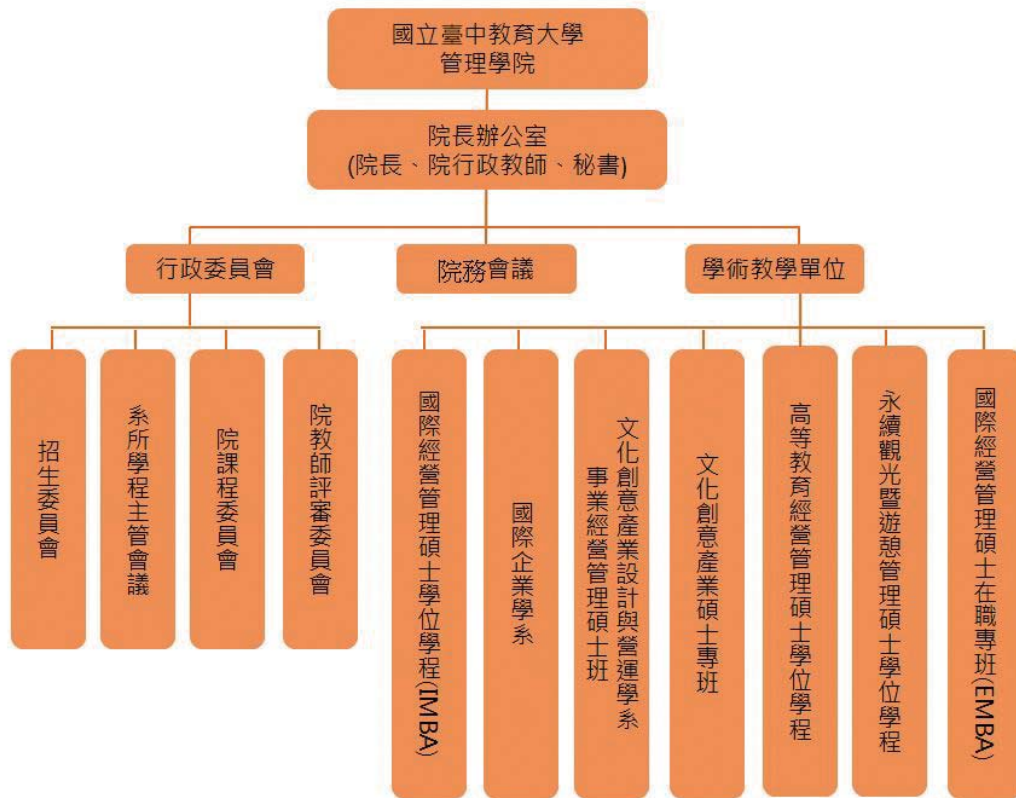 國立臺中教育大學
管理學院
院長辦公室
(院長、院行政教師、秘書)
行政委員會
院務會議
學術教學單位
招生委員會
系所學程主管會議
院課程委員會
院教師評審委員會
國際經營管理碩士學位學程(IMBA)
國際企業學系
文化創意產業設計與營運學系
事業經營管理碩士班
文化創意產業碩士專班
高等教育經營管理碩士學位學程
永續觀光暨遊憩管理碩士學位學程
國際經營管理碩士在職專班(EMBA)